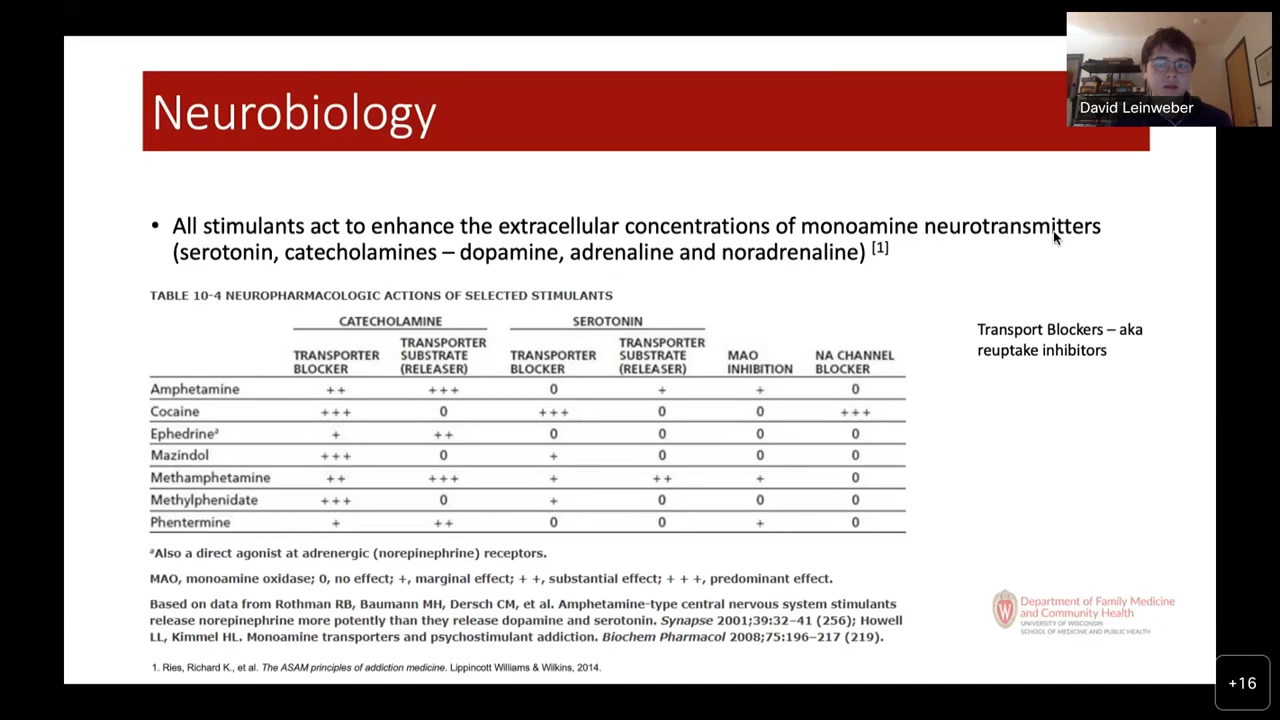 Neurobiology
David Leinweber
• All stimulants act to enhance the extracellular concentrations of monoamine neurotransmitters
(serotonin, catecholamines – dopamine, adrenaline and noradrenaline) [1]
TABLE 10-4 NEUROPHARMACOLOGIC ACTIONS OF SELECTED STIMULANTS
CATECHOLAMINE SEROTONIN
TRANSPORTER BLOCKER TRANSPORTER SUBSTRATE (RELEASER) TRANSPORTER BLOCKER TRANSPORTER SUBSTRATE (RELEASER) MAO INHIBITION NA CHANNEL BLOCKER
Amphetamine ++ +++ 0 + + 0
Cocaine +++ 0 +++ 0 0 +++
Ephedrineª + ++ 0 0 0 0
Mazindol +++ 0 + 0 0 0
Methamphetamine ++ +++ + ++ + 0
Methylphenidate +++ 0 + 0 0 0
Phentermine + ++ 0 0 + 0
ªAlso a direct agonist at adrenergic (norepinephrine) receptors.
MAO, monoamine oxidase; 0, no effect; +, marginal effect; + +, substantial effect; + + +, predominant effect.
Based on data from Rothman RB, Baumann MH, Dersch CM, et al. Amphetamine-type central nervous system stimulants
release norepinephrine more potently than they release dopamine and serotonin. Synapse 2001;39:32–41 (256); Howell
LL, Kimmel HL. Monoamine transporters and psychostimulant addiction. Biochem Pharmacol 2008;75:196–217 (219).
1. Ries, Richard K., et al. The ASAM principles of addiction medicine. Lippincott Williams & Wilkins, 2014.
Transport Blockers – aka
reuptake inhibitors
Department of Family Medicine
and Community Health
UNIVERSITY OF WISCONSIN
SCHOOL OF MEDICINE AND PUBLIC HEALTH
+16